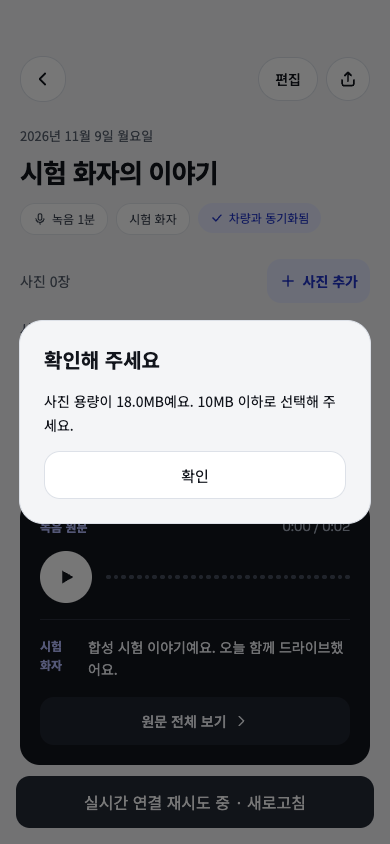 편집
2026년 11월 9일 월요일
시험 화자의 이야기
녹음 1분
시험 화자
차량과 동기화됨
사진 0장
사진 추가
확인해 주세요
사진 용량이 18.0MB예요. 10MB 이하로 선택해 주
세요.
확인
녹음 원문
0:00 / 0:02
시험
화자
합성 시험 이야기예요. 오늘 함께 드라이브했
어요.
원문 전체 보기
실시간 연결 재시도 중 · 새로고침